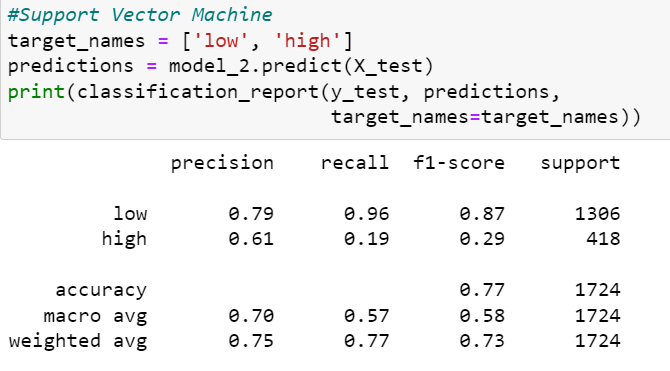 #Support Vector Machine
target_names = ['low', 'high']
predictions = model_2.predict(X_test)
print(classification_report(y_test, predictions,
target_names=target_names))
precision recall f1-score support
low 0.79 0.96 0.87 1306
high 0.61 0.19 0.29 418
accuracy 0.77 1724
macro avg 0.70 0.57 0.58 1724
weighted avg 0.75 0.77 0.73 1724